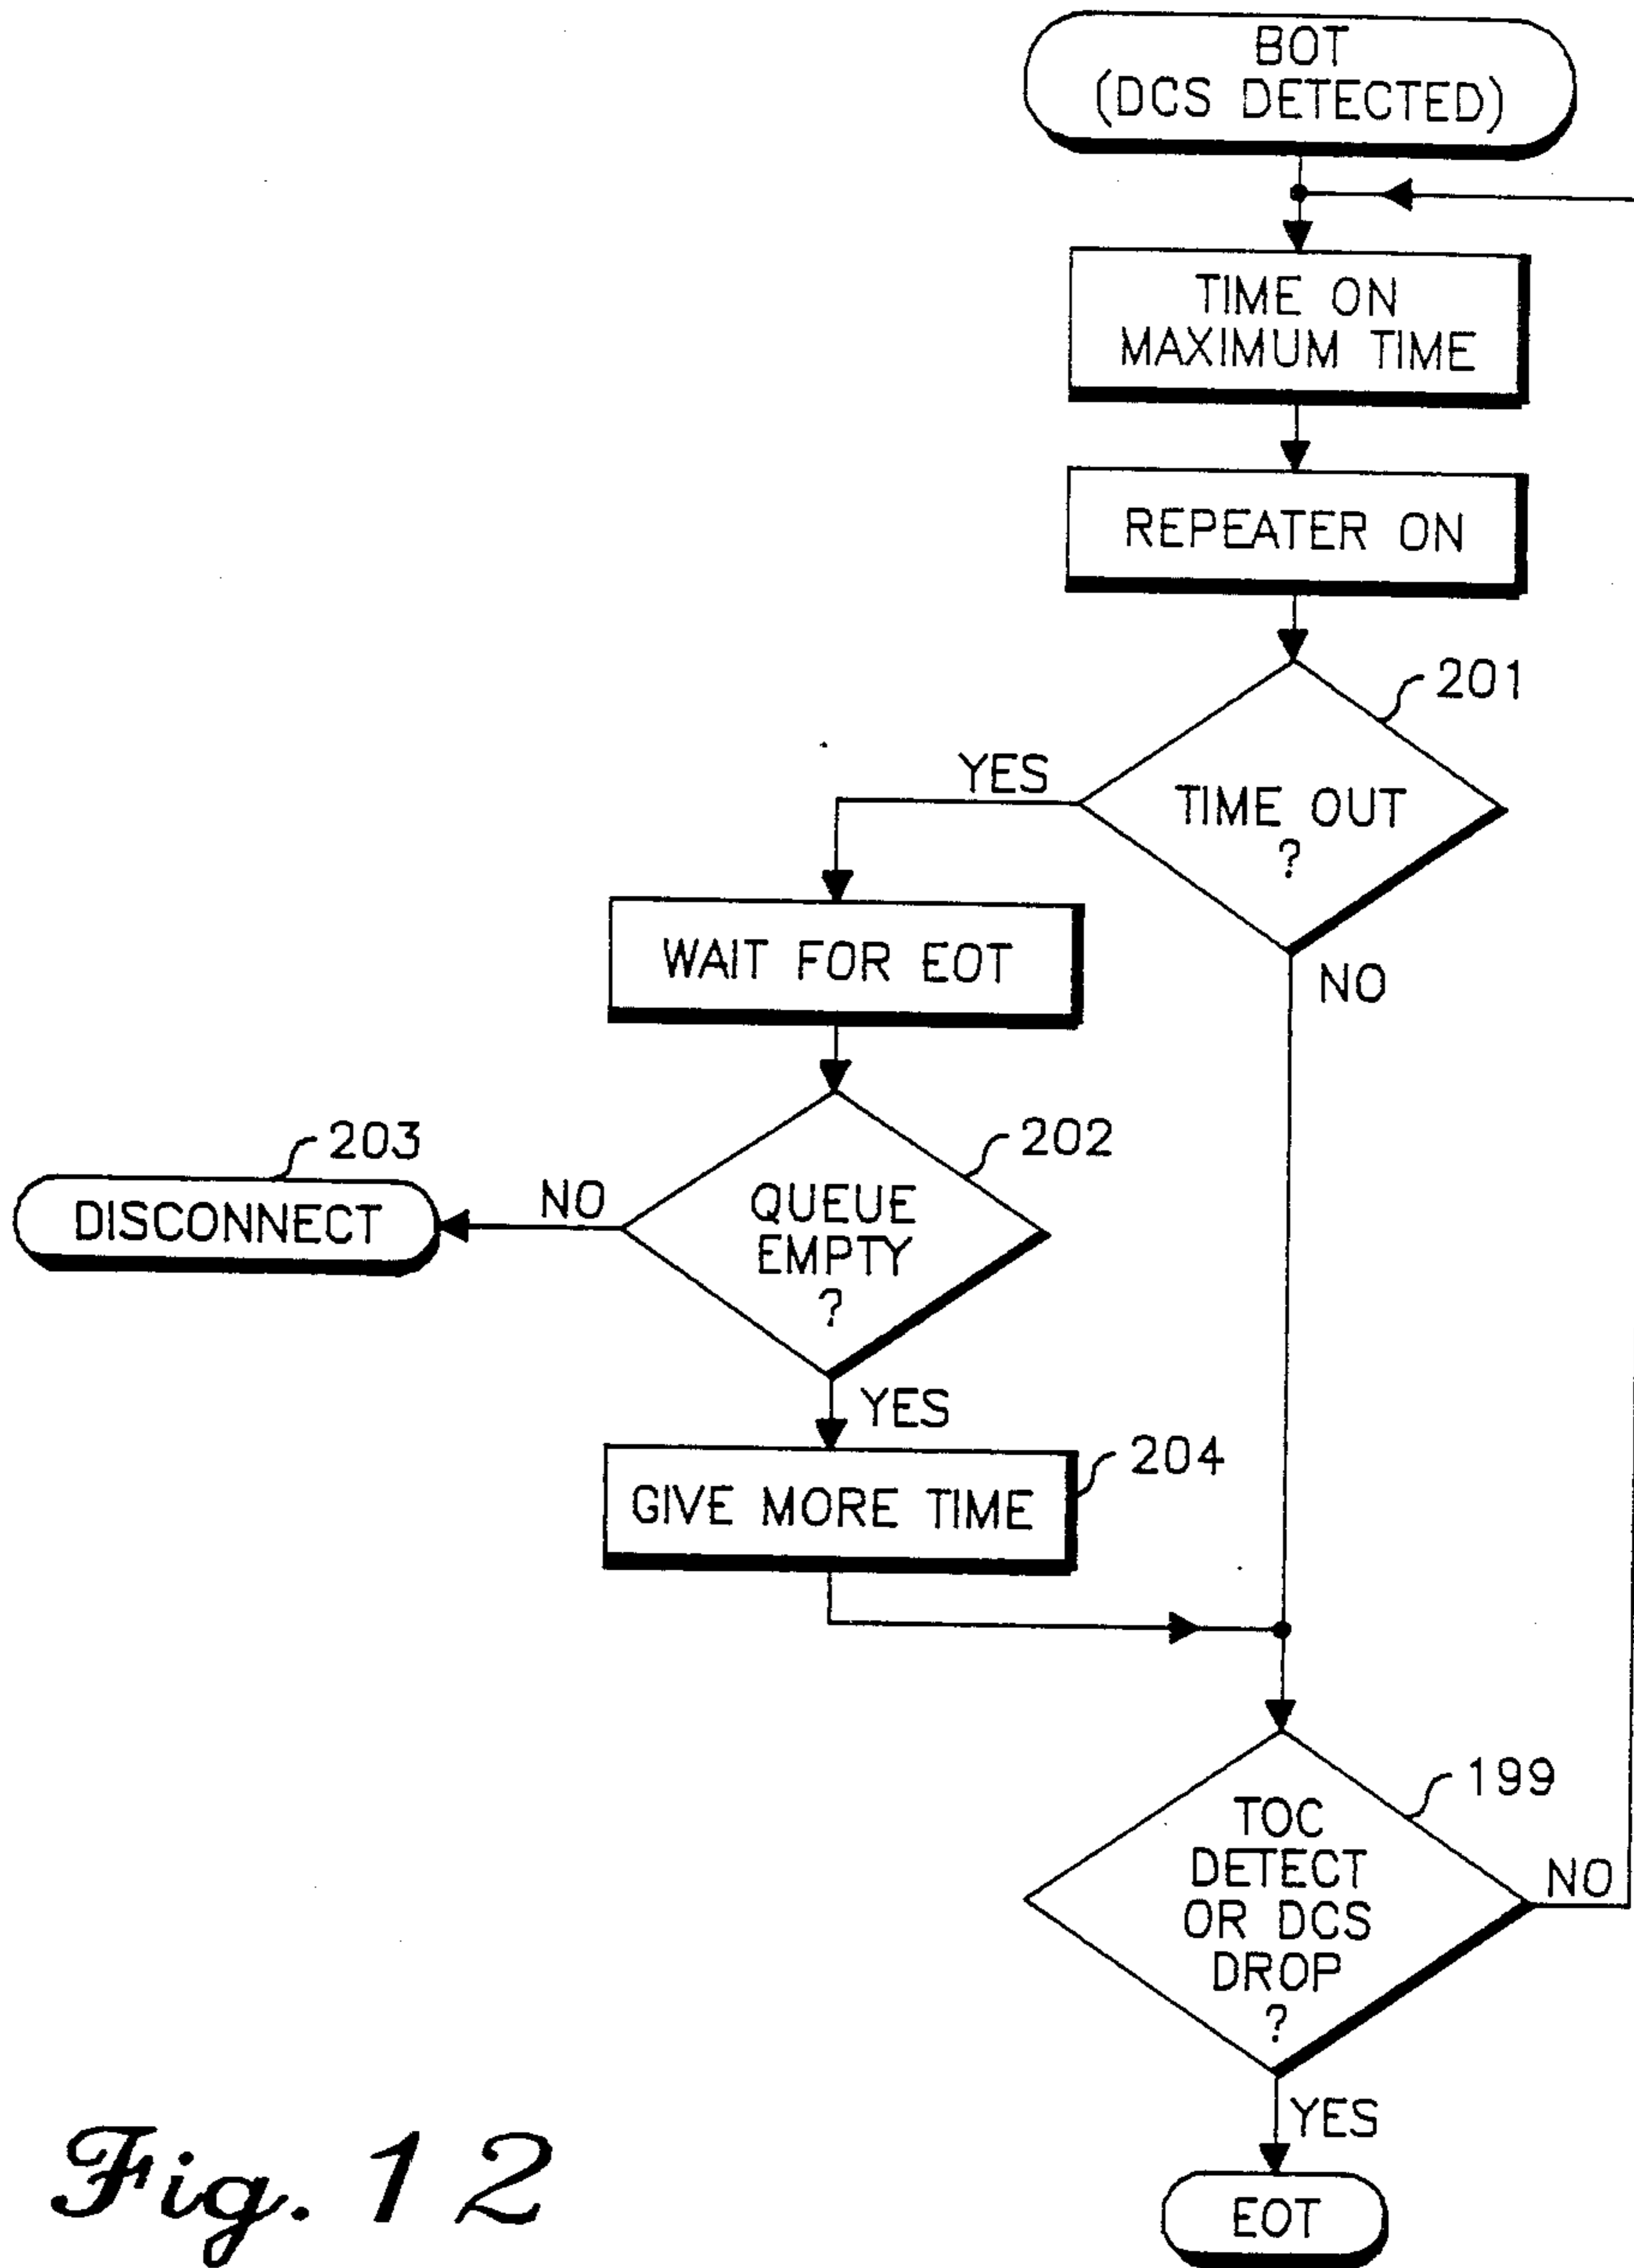 BOT
(DCS DETECTED)
TIME ON
MAXIMUM TIME
REPEATER ON
201
YES
TIME OUT
?
WAIT FOR EOT
NO
203
202
DISCONNECT
NO
QUEUE
EMPTY
?
YES
204
GIVE MORE TIME
199
TOC
DETECT
OR DCS
DROP
?
NO
YES
EOT
Fig. 12